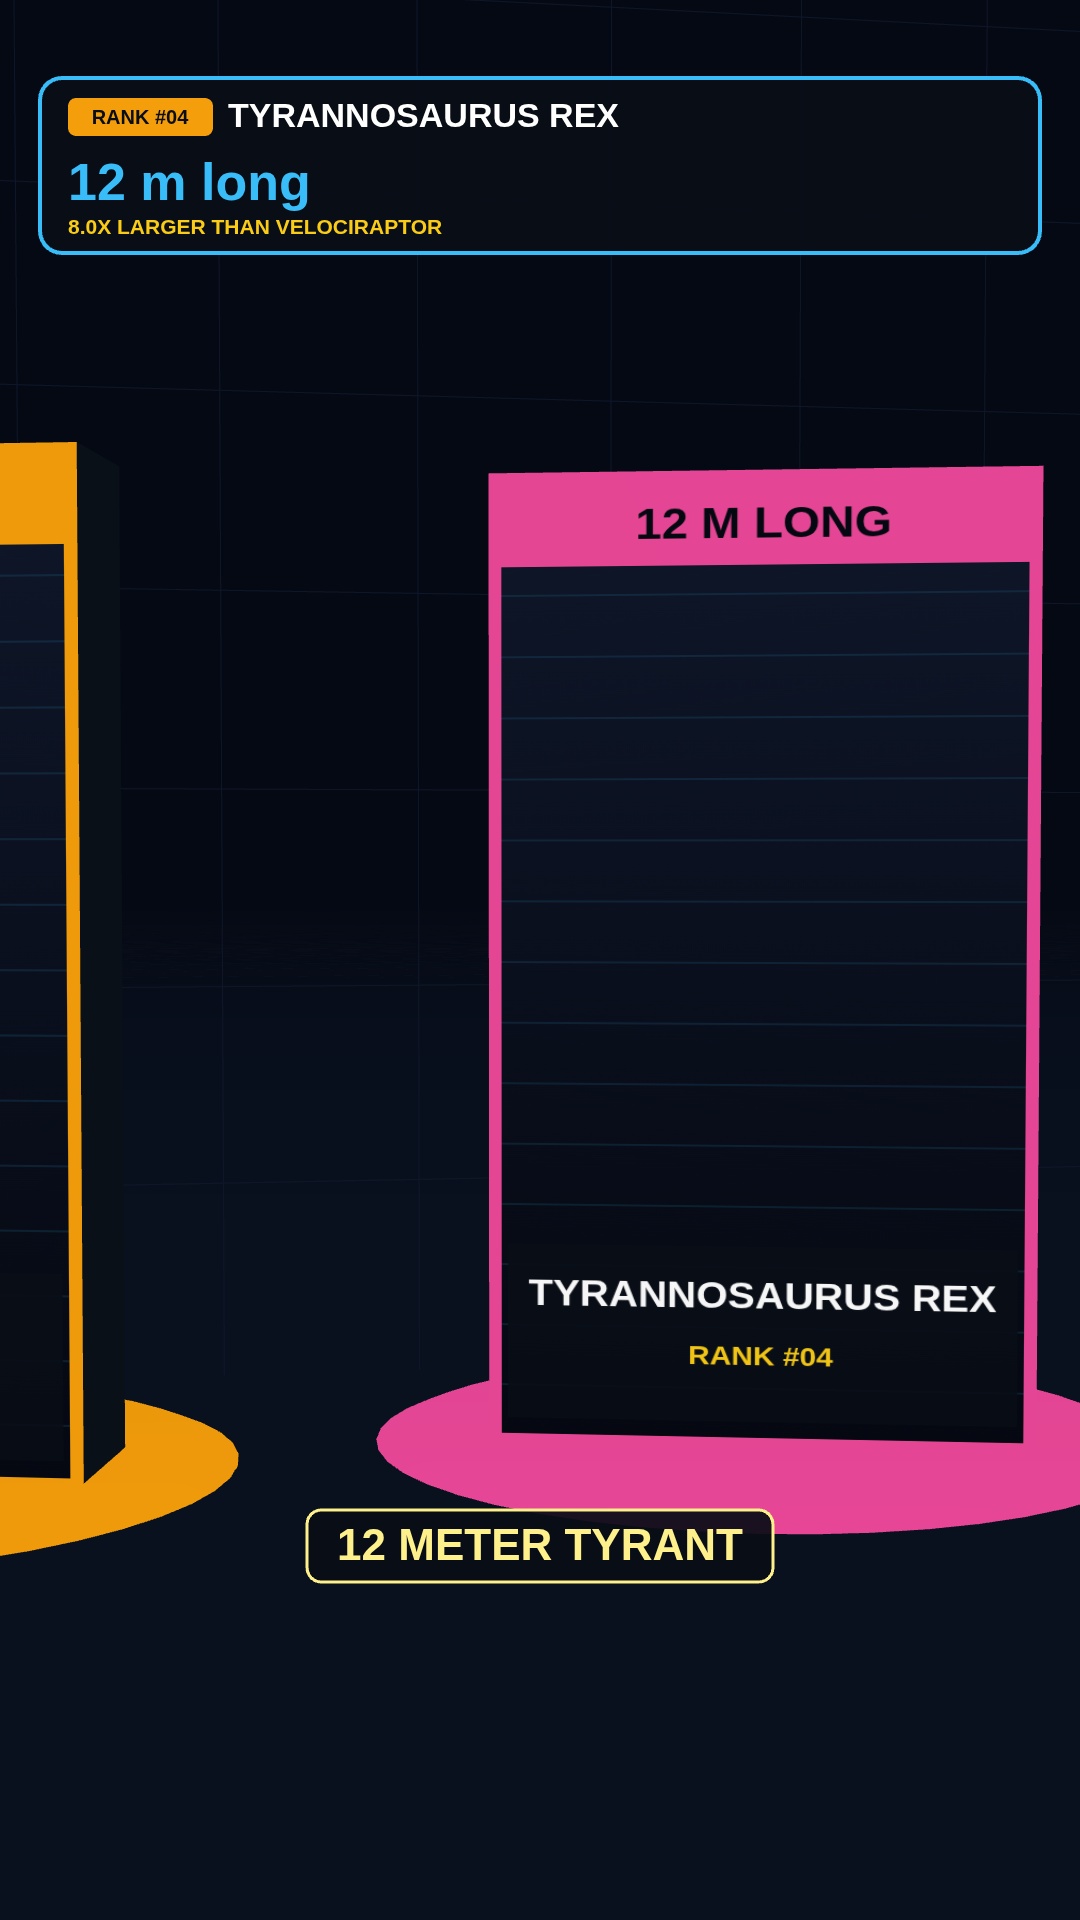 RANK #04
TYRANNOSAURUS REX
12 m long
8.0X LARGER THAN VELOCIRAPTOR
12 M LONG
TYRANNOSAURUS REX
RANK #04
12 METER TYRANT